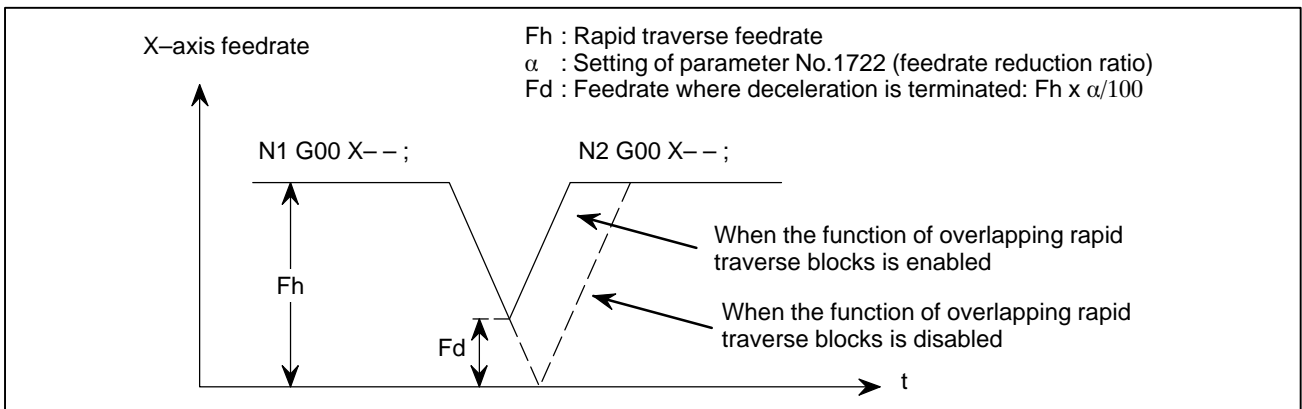 X–axis feedrate
Fh : Rapid traverse feedrate
α : Setting of parameter No.1722 (feedrate reduction ratio)
Fd : Feedrate where deceleration is terminated: Fh x α/100
N1 G00 X– – ;
N2 G00 X– – ;
When the function of overlapping rapid
traverse blocks is enabled
Fh
When the function of overlapping rapid
traverse blocks is disabled
Fd
t